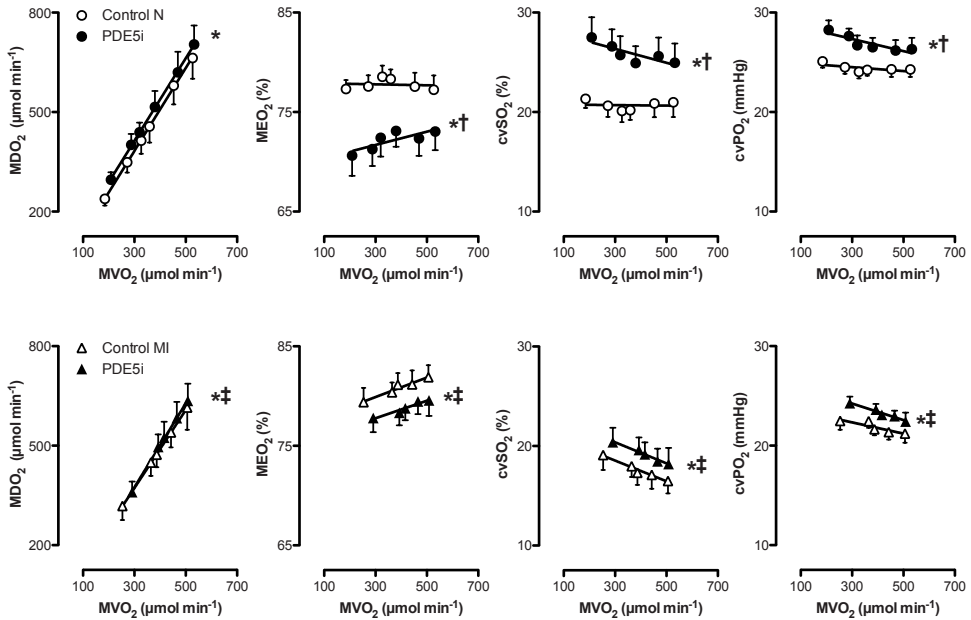 Control N
PDE5i
800
500
200
MDO₂ (µmol min⁻¹)
*
100 300 500 700
MVO₂ (µmol min⁻¹)
85
75
65
MEO₂ (%)
*†
100 300 500 700
MVO₂ (µmol min⁻¹)
30
20
10
cvSO₂ (%)
*†
100 300 500 700
MVO₂ (µmol min⁻¹)
30
20
10
cvPO₂ (mmHg)
*†
100 300 500 700
MVO₂ (µmol min⁻¹)
Control MI
PDE5i
800
500
200
MDO₂ (µmol min⁻¹)
*‡
100 300 500 700
MVO₂ (µmol min⁻¹)
85
75
65
MEO₂ (%)
*‡
100 300 500 700
MVO₂ (µmol min⁻¹)
30
20
10
cvSO₂ (%)
*‡
100 300 500 700
MVO₂ (µmol min⁻¹)
30
20
10
cvPO₂ (mmHg)
*‡
100 300 500 700
MVO₂ (µmol min⁻¹)